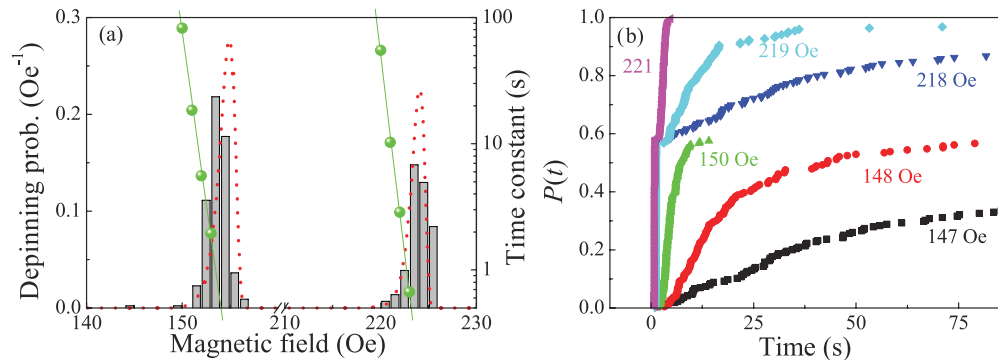 (a)
Depinning prob. (Oe⁻¹)
0.3
0.2
0.1
0.0
140
150
210
220
230
Magnetic field (Oe)
100
10
1
Time constant (s)
(b)
P(t)
1.0
0.8
0.6
0.4
0.2
0.0
0
25
50
75
Time (s)
221
219 Oe
218 Oe
150 Oe
148 Oe
147 Oe